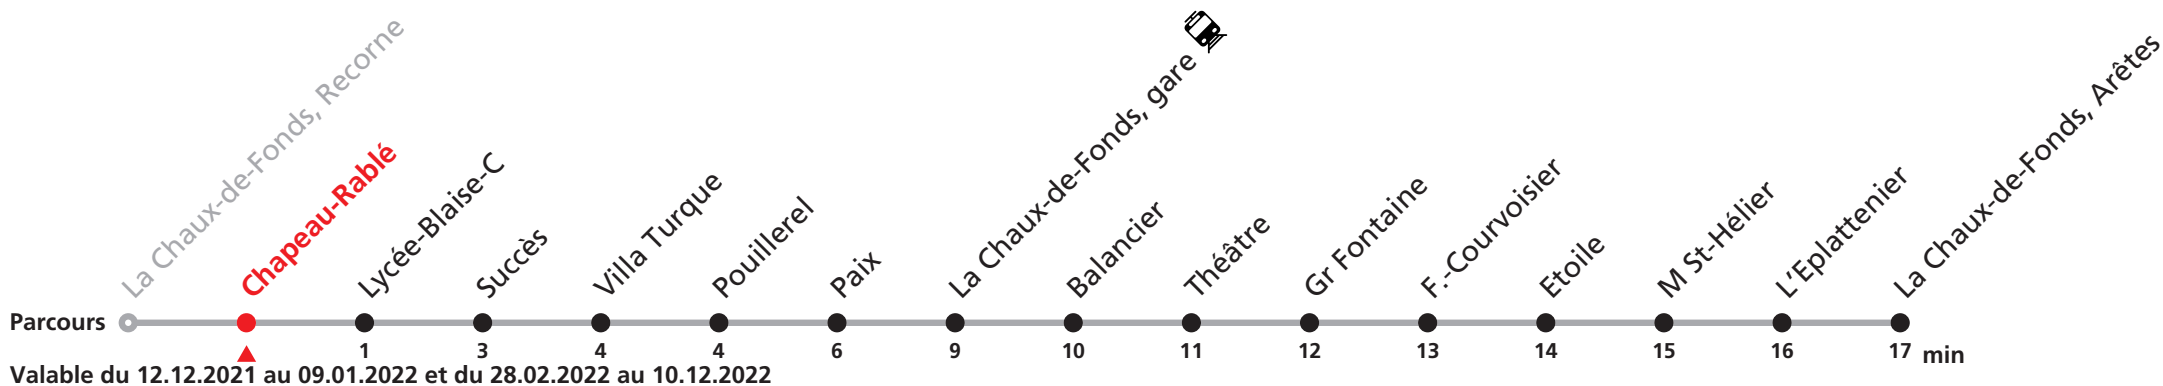 La Chaux-de-Fonds, Recorne
Chapeau-Rablé
Lycée-Blaise-C
Succès
Villa Turque
Pouillerel
Paix
La Chaux-de-Fonds, gare
Balancier
Théâtre
Gr Fontaine
F.-Courvoisier
Etoile
M St-Hélier
L'Eplattenier
La Chaux-de-Fonds, Arêtes
Parcours
1 3 4 4 6 9 10 11 12 13 14 15 16 17 min
Valable du 12.12.2021 au 09.01.2022 et du 28.02.2022 au 10.12.2022